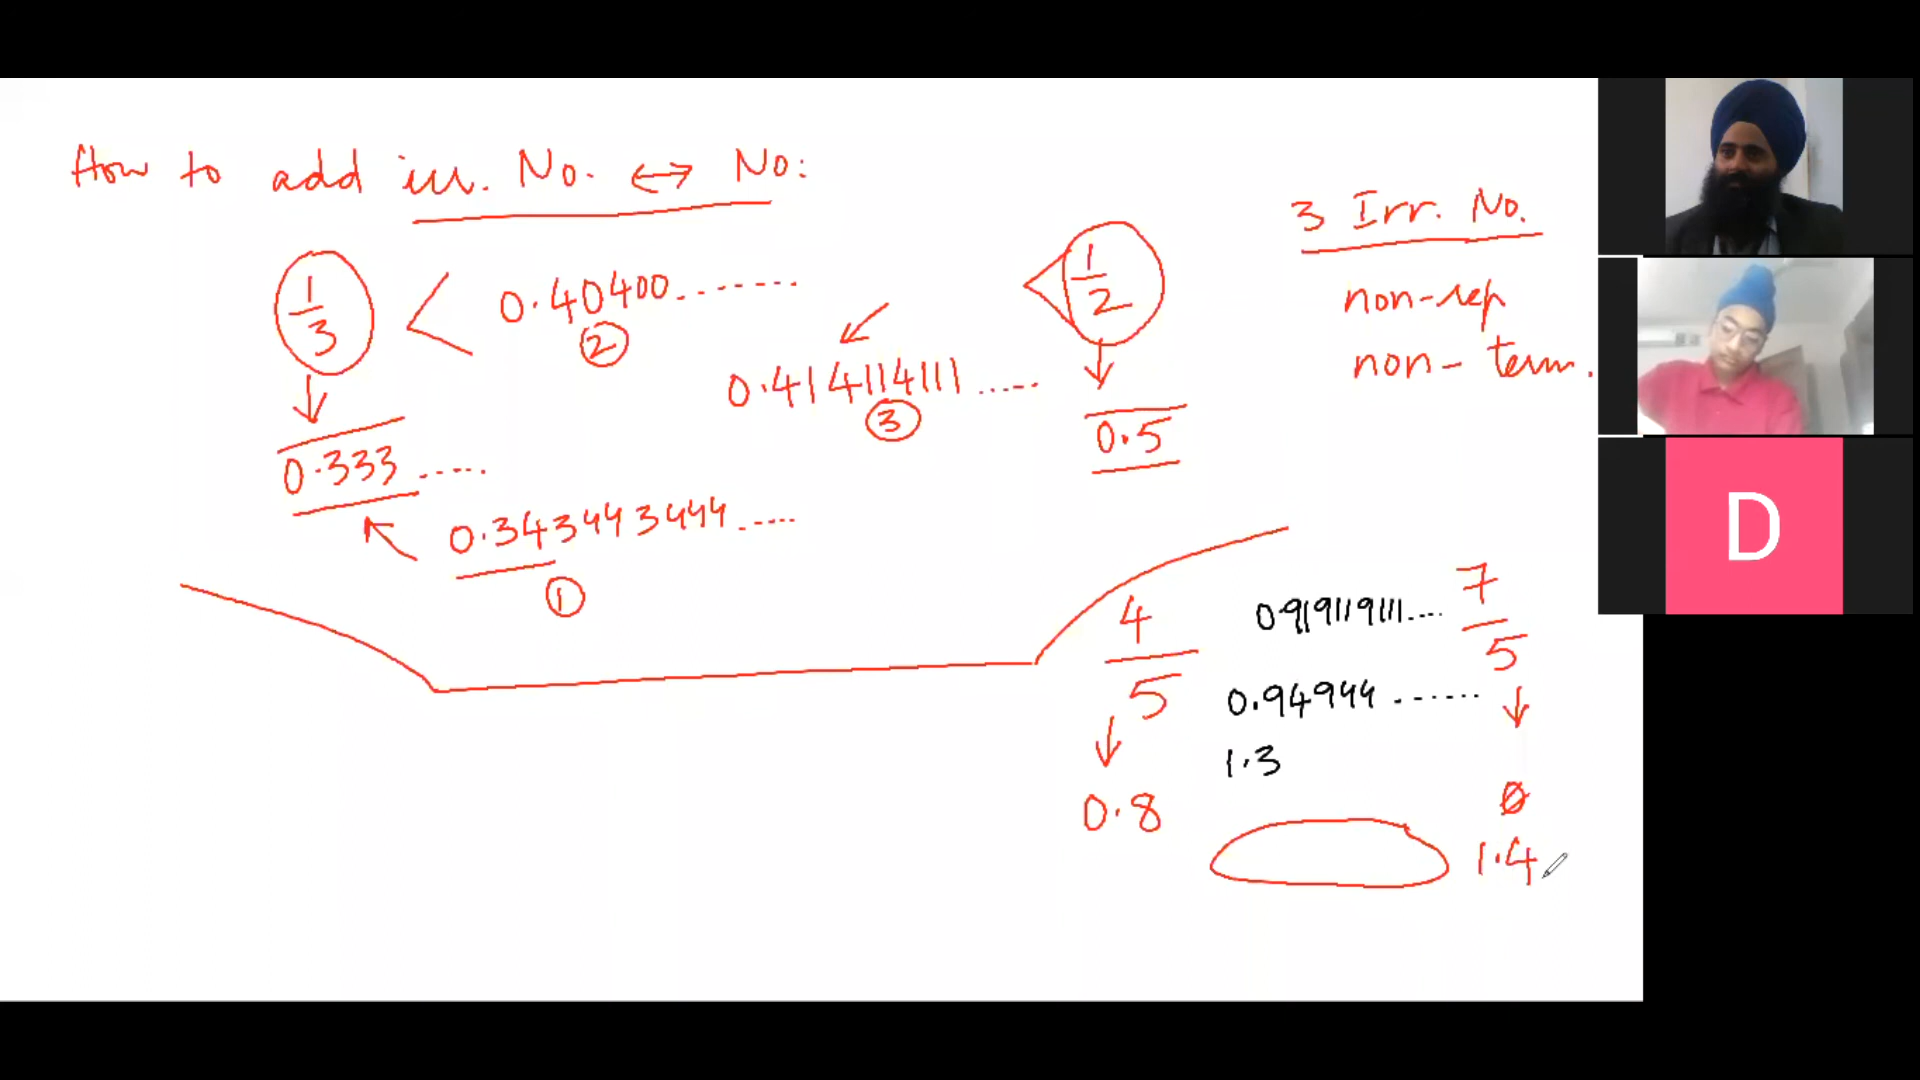 How to add irr. No. ↔ No:
3 Irr. No.
non-rep
non-term.
1/3 < 0.40400.......
②
1/2
0.414114111.....
③
0.5
0.333.....
0.343443444.....
①
4/5
0.8
0.919119111....
0.94944.......
1.3
7/5
0
1.4
D